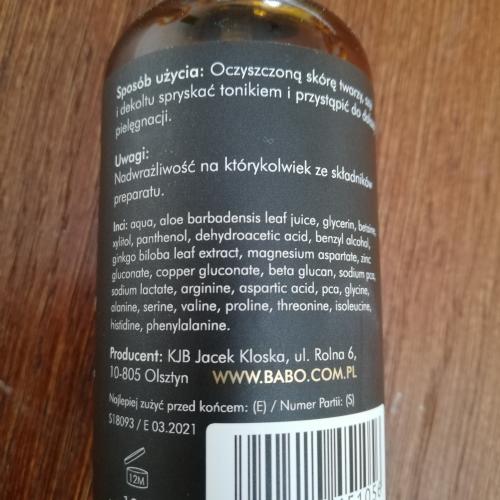 Sposób użycia: Oczyszczoną skórę twarzy,
i dekoltu spryskać tonikiem i przystąpić do
pielęgnacji.
Uwagi:
Nadwrażliwość na którykolwiek ze składników
preparatu.
Inci: aqua, aloe barbadensis leaf juice, glycerin, betaine,
xylitol, panthenol, dehydroacetic acid, benzyl alcohol,
ginkgo biloba leaf extract, magnesium aspartate, zinc
gluconate, copper gluconate, beta glucan, sodium pca,
sodium lactate, arginine, aspartic acid, pca, glycine,
alanine, serine, valine, proline, threonine, isoleucine,
histidine, phenylalanine.
Producent: KJB Jacek Kloska, ul. Rolna 6,
10-805 Olsztyn WWW.BABO.COM.PL
Najlepiej zużyć przed końcem: (E) / Numer Partii: (S)
S18093 / E 03.2021
12M